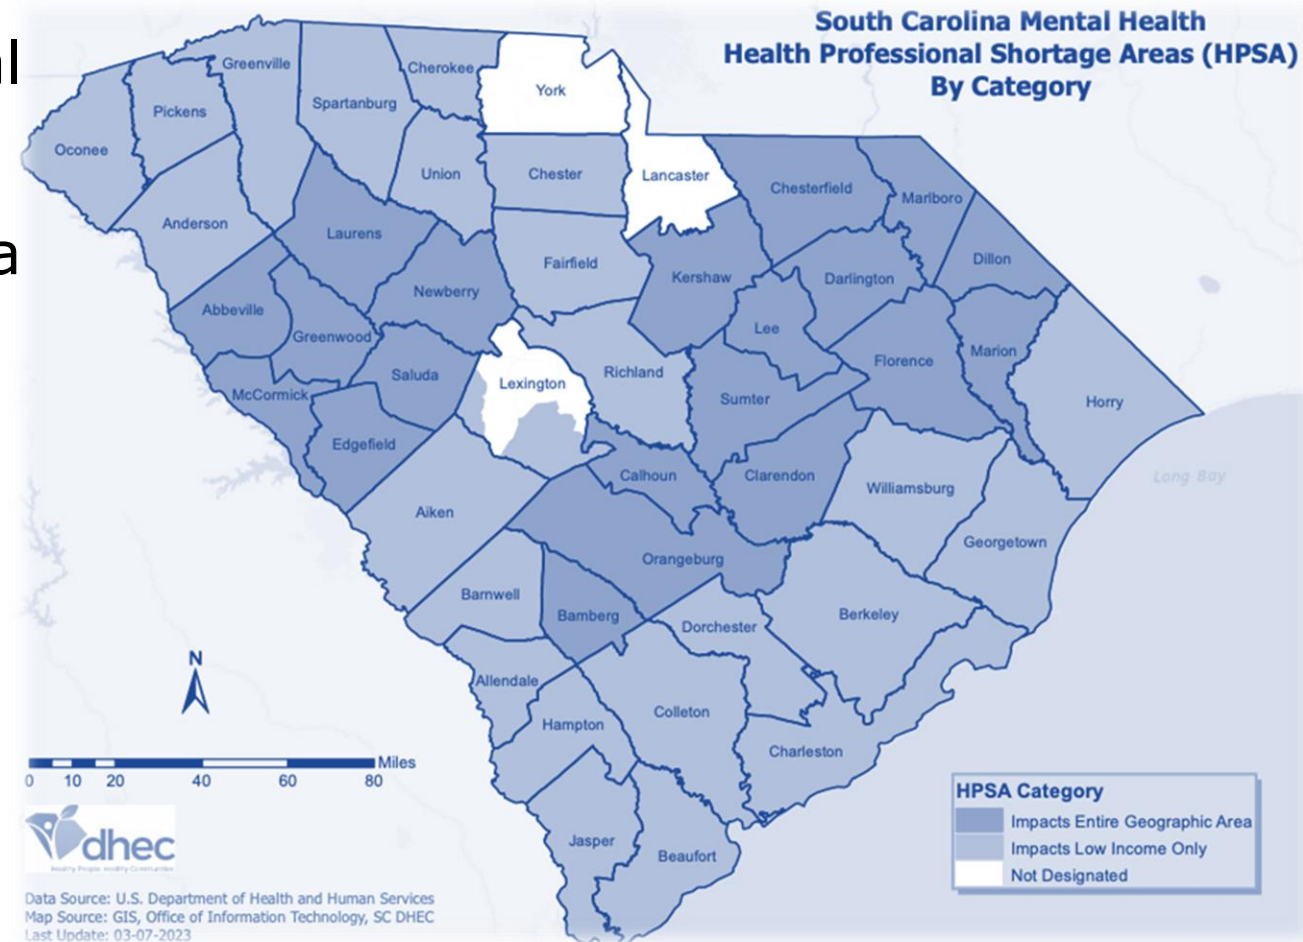 al
a
South Carolina Mental Health
Health Professional Shortage Areas (HPSA)
By Category
Greenville
Cherokee
York
Pickens
Spartanburg
Oconee
Union
Chester
Lancaster
Chesterfield
Marlboro
Anderson
Laurens
Fairfield
Kershaw
Darlington
Dillon
Abbeville
Newberry
Greenwood
Lee
Florence
Marion
Saluda
Lexington
Richland
McCormick
Sumter
Horry
Edgefield
Calhoun
Clarendon
Williamsburg
Long Bay
Aiken
Georgetown
Orangeburg
Barnwell
Bamberg
Dorchester
Berkeley
N
Allendale
Hampton
Colleton
Charleston
Miles
0 10 20 40 60 80
Jasper
Beaufort
HPSA Category
Impacts Entire Geographic Area
Impacts Low Income Only
Not Designated
dhec
Healthy People. Healthy Communities.
Data Source: U.S. Department of Health and Human Services
Map Source: GIS, Office of Information Technology, SC DHEC
Last Update: 03-07-2023